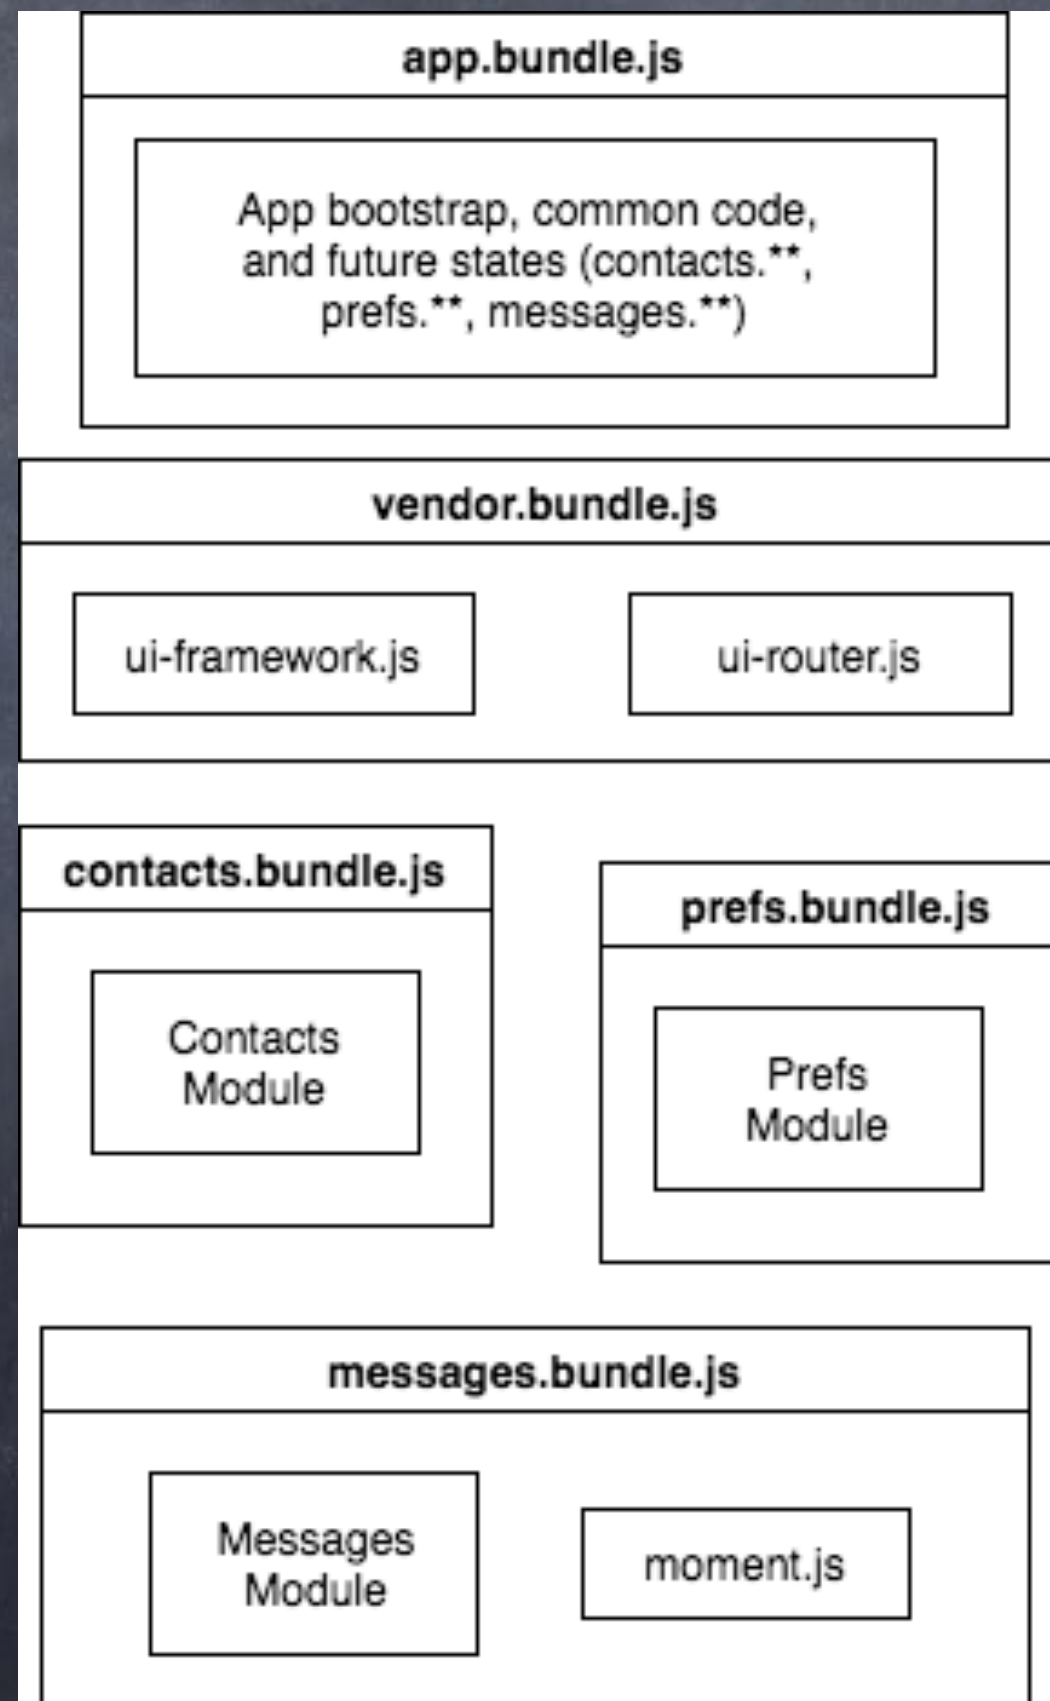 app.bundle.js
App bootstrap, common code,
and future states (contacts.**,
prefs.**, messages.**)
vendor.bundle.js
ui-framework.js
ui-router.js
contacts.bundle.js
Contacts
Module
prefs.bundle.js
Prefs
Module
messages.bundle.js
Messages
Module
moment.js